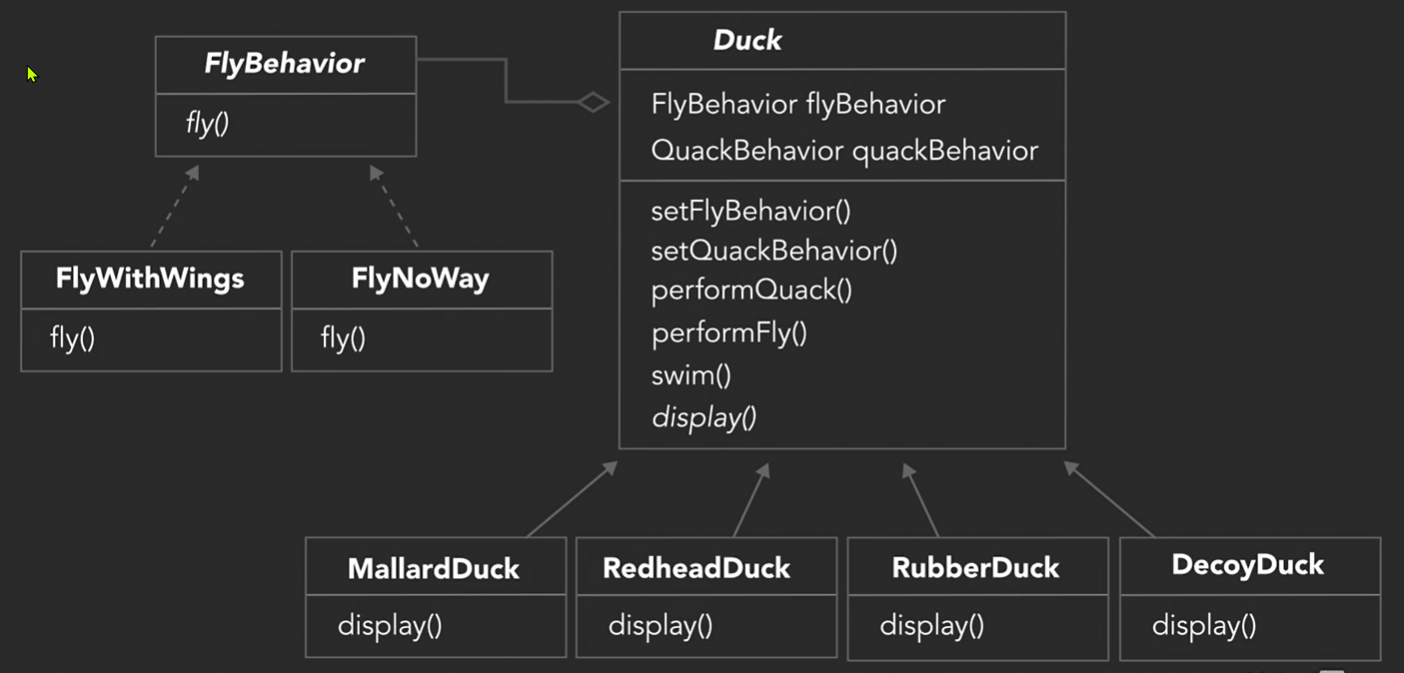 FlyBehavior
fly()
FlyWithWings
fly()
FlyNoWay
fly()
Duck
FlyBehavior flyBehavior
QuackBehavior quackBehavior
setFlyBehavior()
setQuackBehavior()
performQuack()
performFly()
swim()
display()
MallardDuck
display()
RedheadDuck
display()
RubberDuck
display()
DecoyDuck
display()